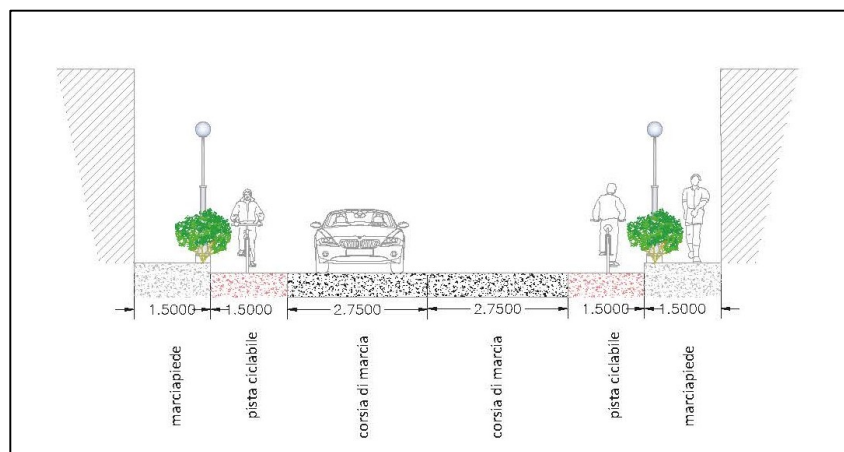 1.5000 1.5000 2.7500 2.7500 1.5000 1.5000
marciapiede
pista ciclabile
corsia di marcia
corsia di marcia
pista ciclabile
marciapiede